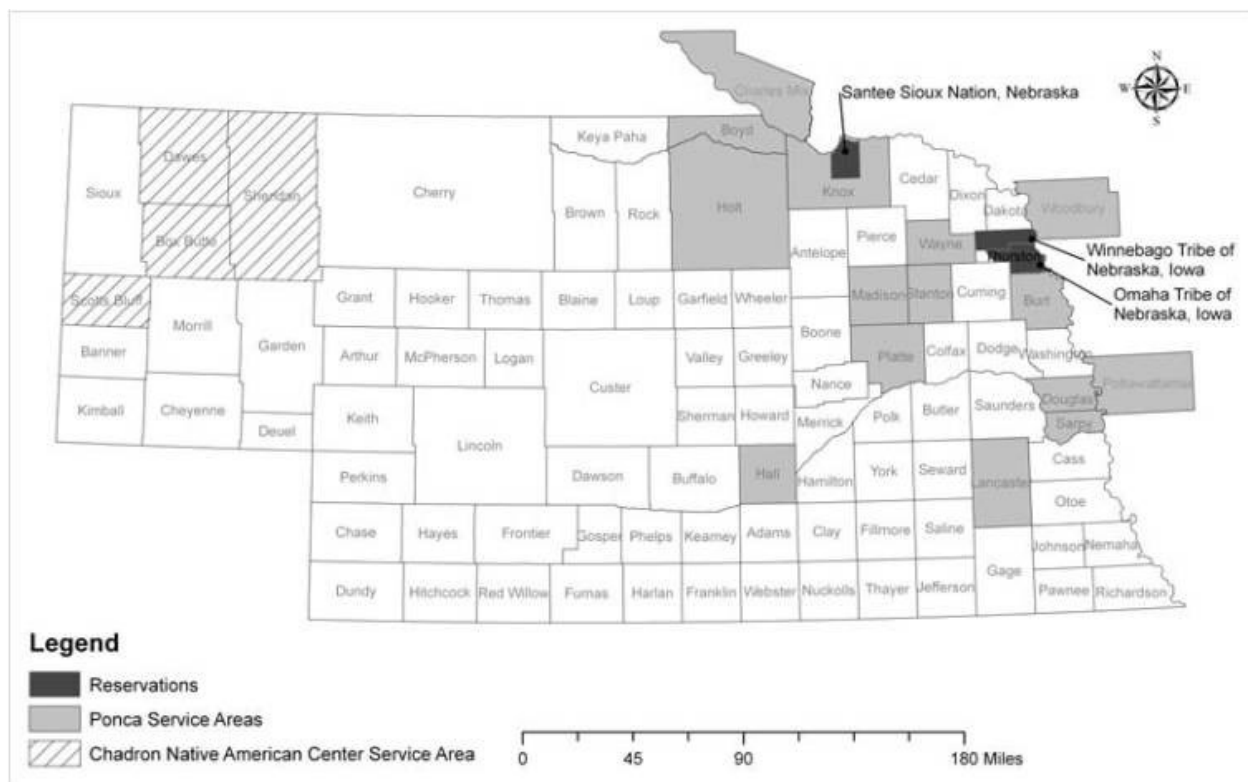 N
W E
S
Charles Mix
Santee Sioux Nation, Nebraska
Keya Paha
Boyd
Dawes
Sheridan
Sioux
Cherry
Brown
Rock
Holt
Knox
Cedar
Dixon
Dakota
Woodbury
Box Butte
Antelope
Pierce
Wayne
Thurston
Winnebago Tribe of
Nebraska, Iowa
Omaha Tribe of
Nebraska, Iowa
Scotts Bluff
Morrill
Garden
Grant
Hooker
Thomas
Blaine
Loup
Garfield
Wheeler
Madison
Stanton
Cuming
Burt
Banner
Arthur
McPherson
Logan
Custer
Valley
Greeley
Boone
Platte
Colfax
Dodge
Washington
Pottawattamie
Kimball
Cheyenne
Deuel
Keith
Lincoln
Sherman
Howard
Nance
Merrick
Polk
Butler
Saunders
Douglas
Sarpy
Perkins
Dawson
Buffalo
Hall
Hamilton
York
Seward
Lancaster
Cass
Otoe
Chase
Hayes
Frontier
Gosper
Phelps
Kearney
Adams
Clay
Fillmore
Saline
Gage
Johnson
Nemaha
Dundy
Hitchcock
Red Willow
Furnas
Harlan
Franklin
Webster
Nuckolls
Thayer
Jefferson
Pawnee
Richardson
Legend
Reservations
Ponca Service Areas
Chadron Native American Center Service Area
0 45 90 180 Miles